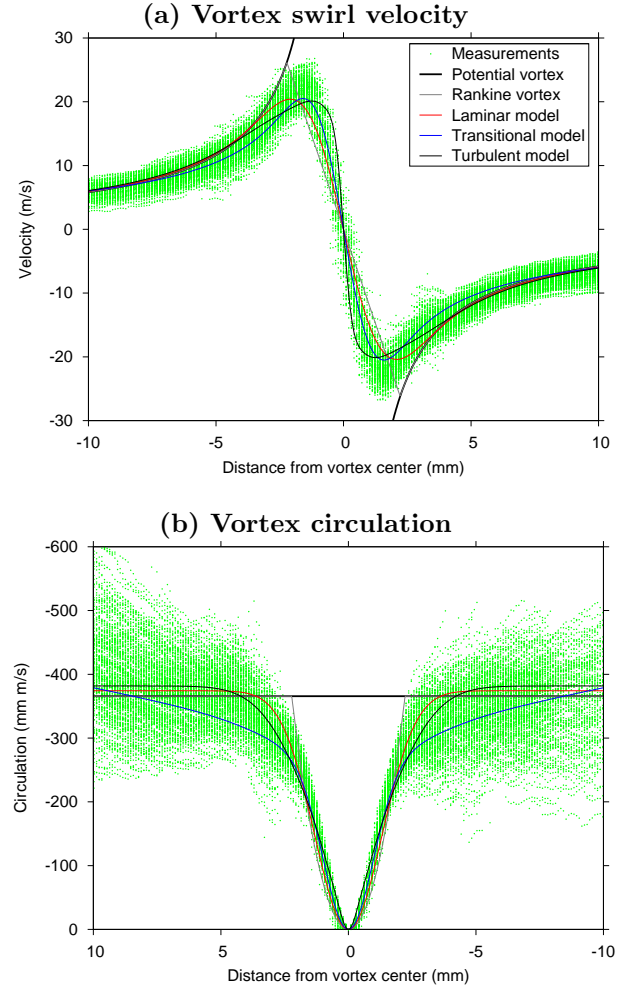 (a) Vortex swirl velocity
30
20
10
0
-10
-20
-30
Velocity (m/s)
Measurements
Potential vortex
Rankine vortex
Laminar model
Transitional model
Turbulent model
-10 -5 0 5 10
Distance from vortex center (mm)
(b) Vortex circulation
-600
-500
-400
-300
-200
-100
0
Circulation (mm m/s)
10 5 0 -5 -10
Distance from vortex center (mm)